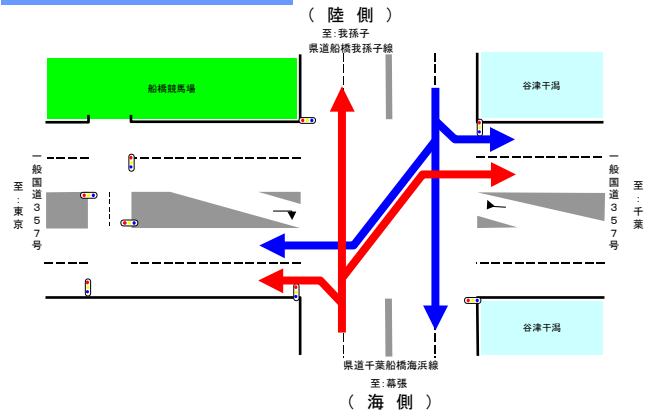 （ 陸 側 ）
至：我孫子
県道船橋我孫子線
船橋競馬場
谷津干潟
一般国道３５７号
至：東京
一般国道３５７号
至：千葉
谷津干潟
県道千葉船橋海浜線
至：幕張
（ 海 側 ）